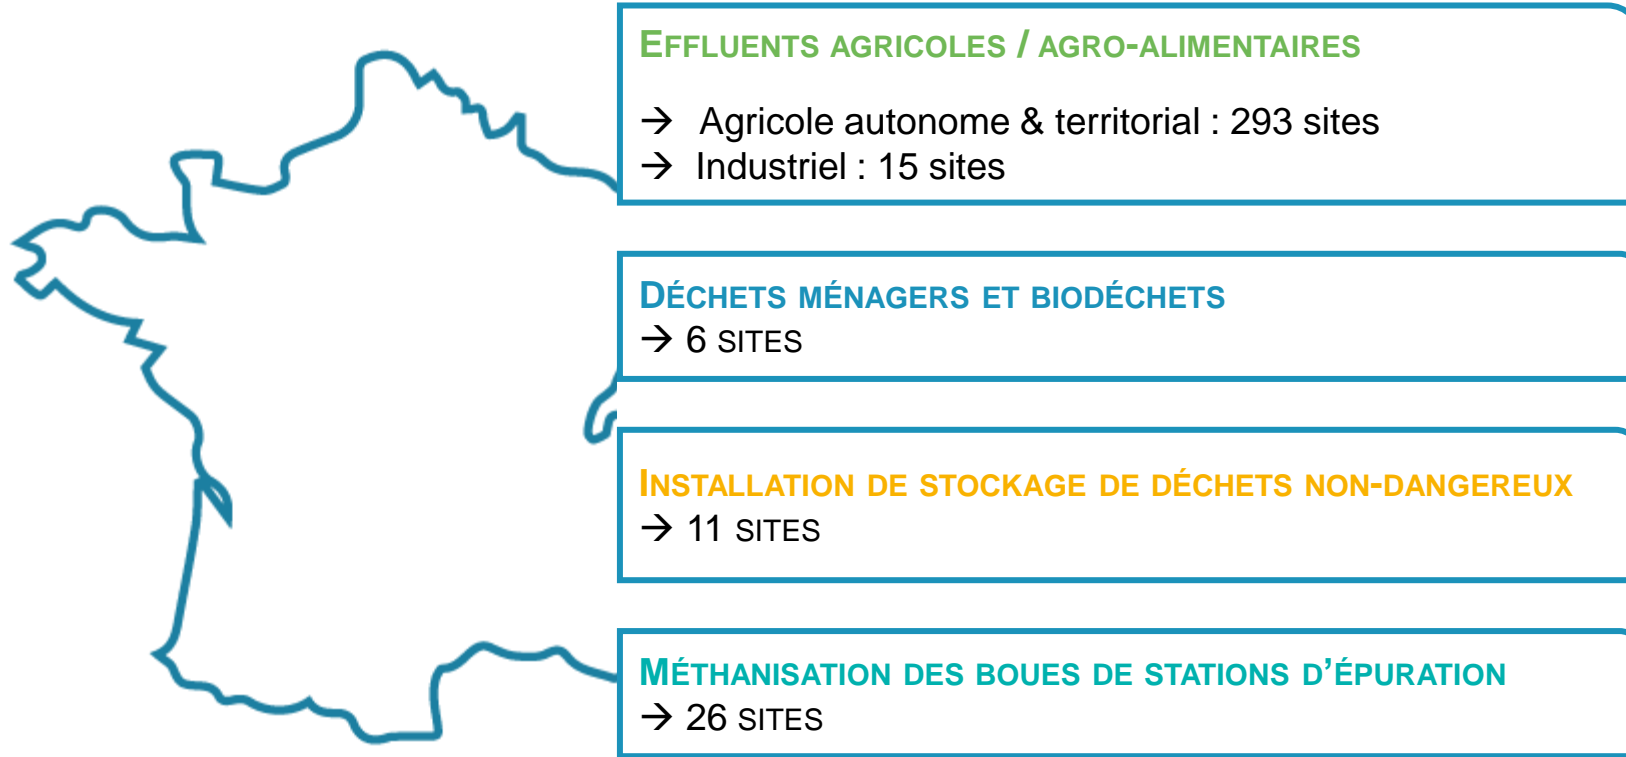 EFFLUENTS AGRICOLES / AGRO-ALIMENTAIRES
→ Agricole autonome & territorial : 293 sites
→ Industriel : 15 sites
DÉCHETS MÉNAGERS ET BIODÉCHETS
→ 6 SITES
INSTALLATION DE STOCKAGE DE DÉCHETS NON-DANGEREUX
→ 11 SITES
MÉTHANISATION DES BOUES DE STATIONS D’ÉPURATION
→ 26 SITES